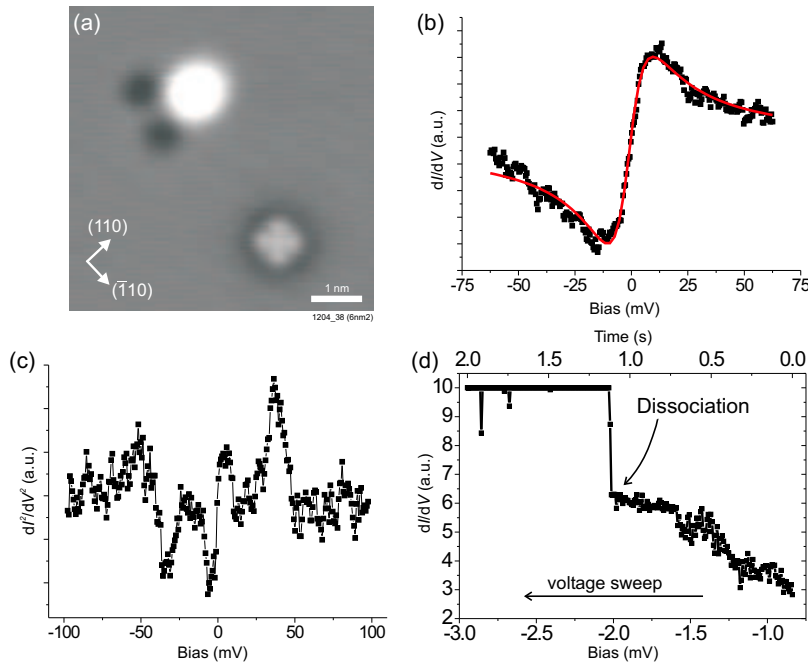 (a)
(110)
(1̅10)
1 nm
1204_38 (6nm2)
(b)
dI/dV (a.u.)
-75 -50 -25 0 25 50 75
Bias (mV)
(c)
dI²/dV² (a.u.)
-100 -50 0 50 100
Bias (mV)
(d)
Time (s)
2.0 1.5 1.0 0.5 0.0
dI/dV (a.u.)
10
9
8
7
6
5
4
3
2
Dissociation
voltage sweep
-3.0 -2.5 -2.0 -1.5 -1.0
Bias (mV)